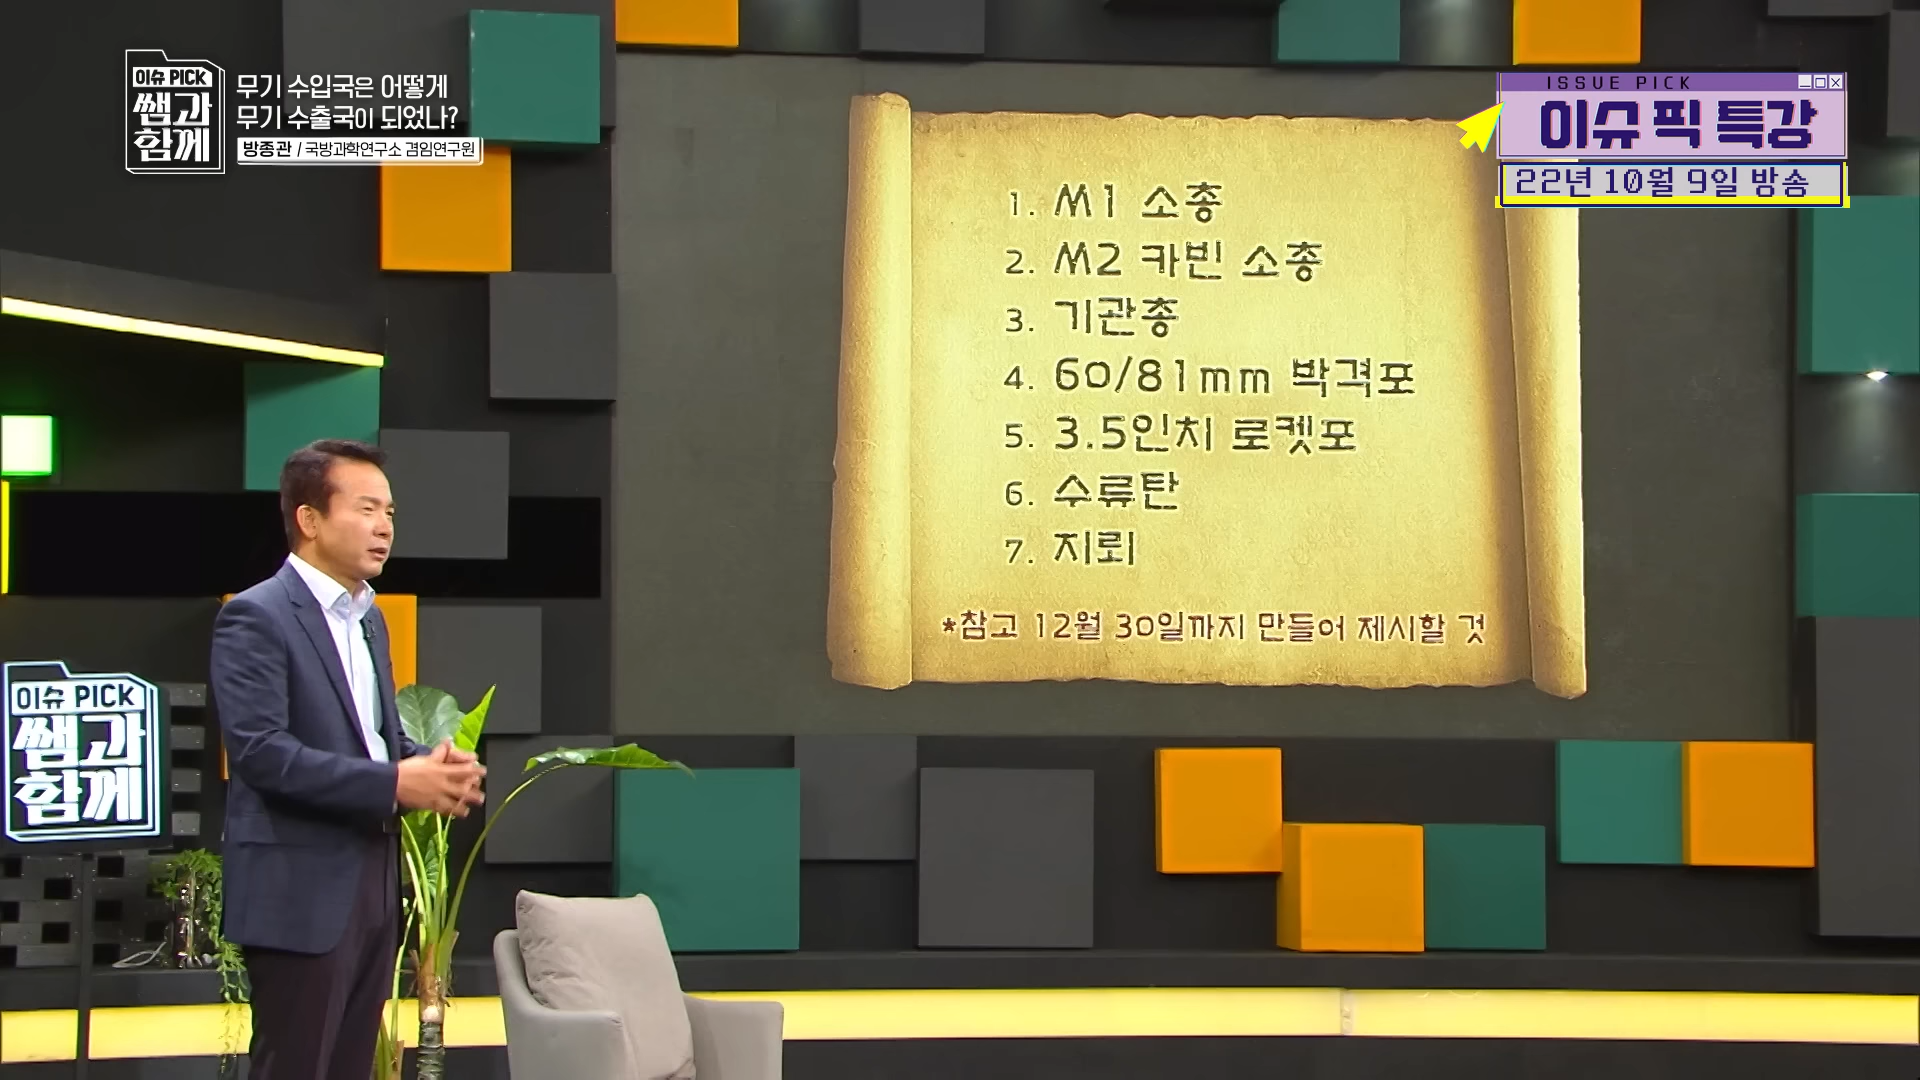 이슈 PICK
쌤과
함께
무기 수입국은 어떻게
무기 수출국이 되었나?
방종관 / 국방과학연구소 겸임연구원
ISSUE PICK
이슈 픽 특강
22년 10월 9일 방송
1. M1 소총
2. M2 카빈 소총
3. 기관총
4. 60/81mm 박격포
5. 3.5인치 로켓포
6. 수류탄
7. 지뢰
*참고 12월 30일까지 만들어 제시할 것
이슈 PICK
쌤과
함께